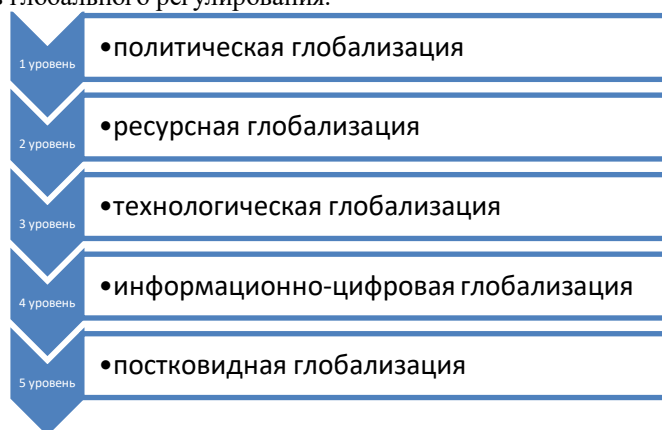 глобального регулирования.
1 уровень
•политическая глобализация
2 уровень
•ресурсная глобализация
3 уровень
•технологическая глобализация
4 уровень
•информационно-цифровая глобализация
5 уровень
•постковидная глобализация